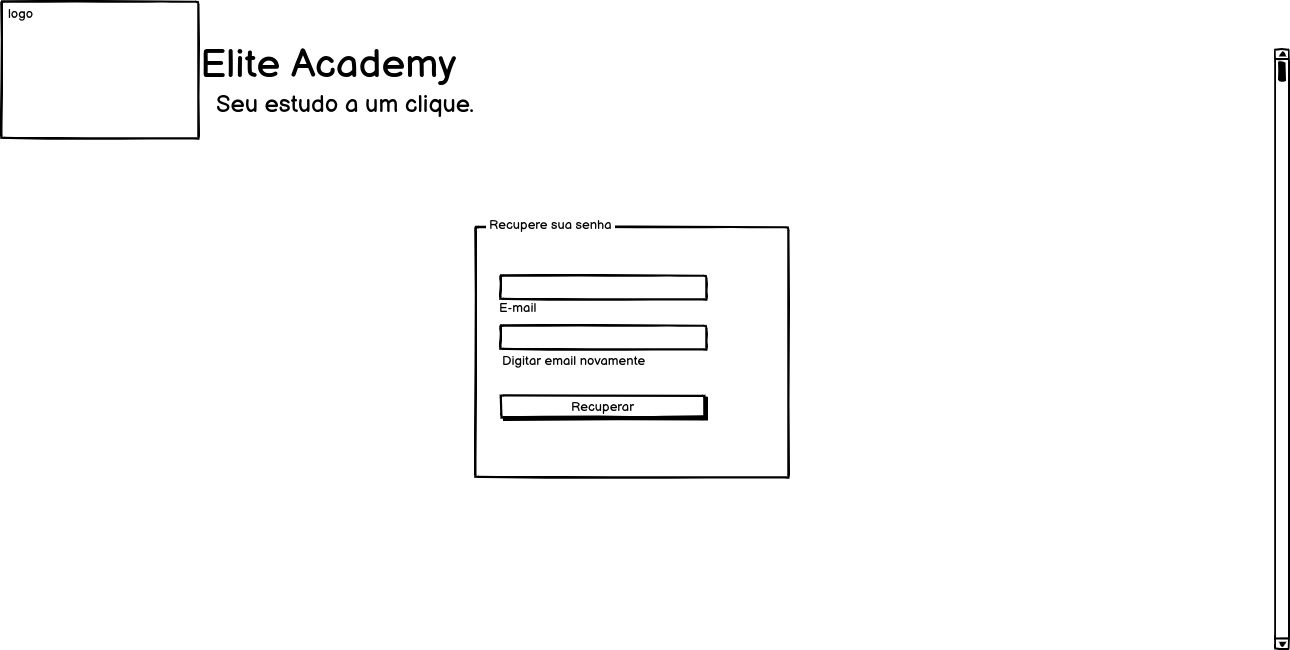 logo
Elite Academy
Seu estudo a um clique.
Recupere sua senha
E-mail
Digitar email novamente
Recuperar